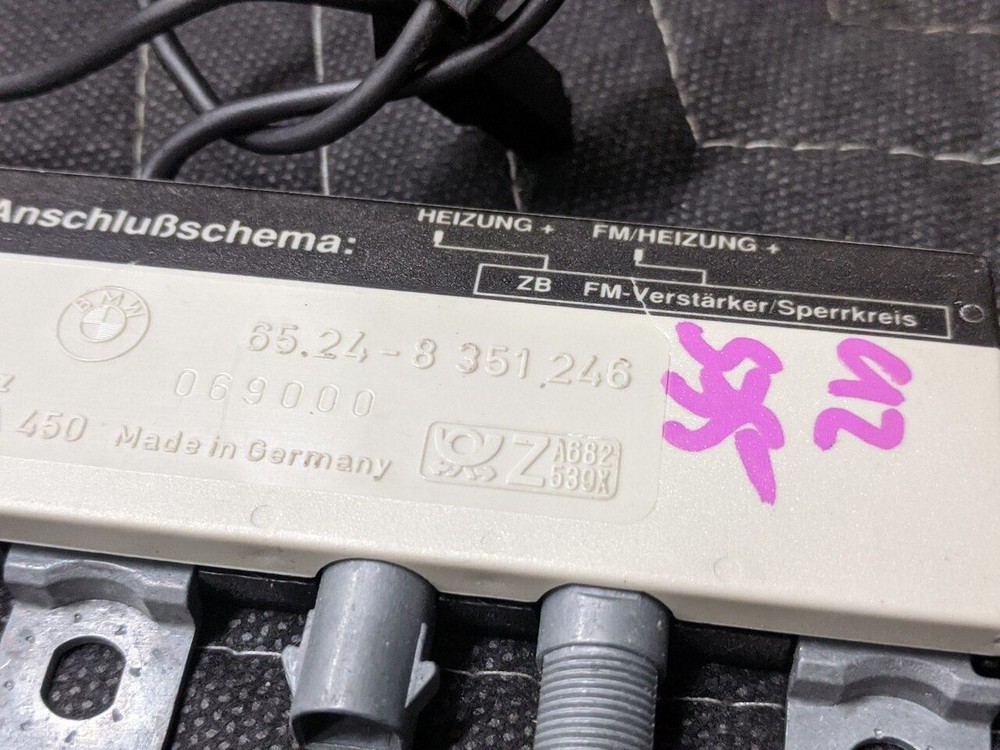 Anschlußschema:
HEIZUNG +
FM/HEIZUNG +
ZB FM-Verstärker/Sperrkreis
BMW
65.24-8 351 246
069000
450 Made in Germany
Z A682
539X